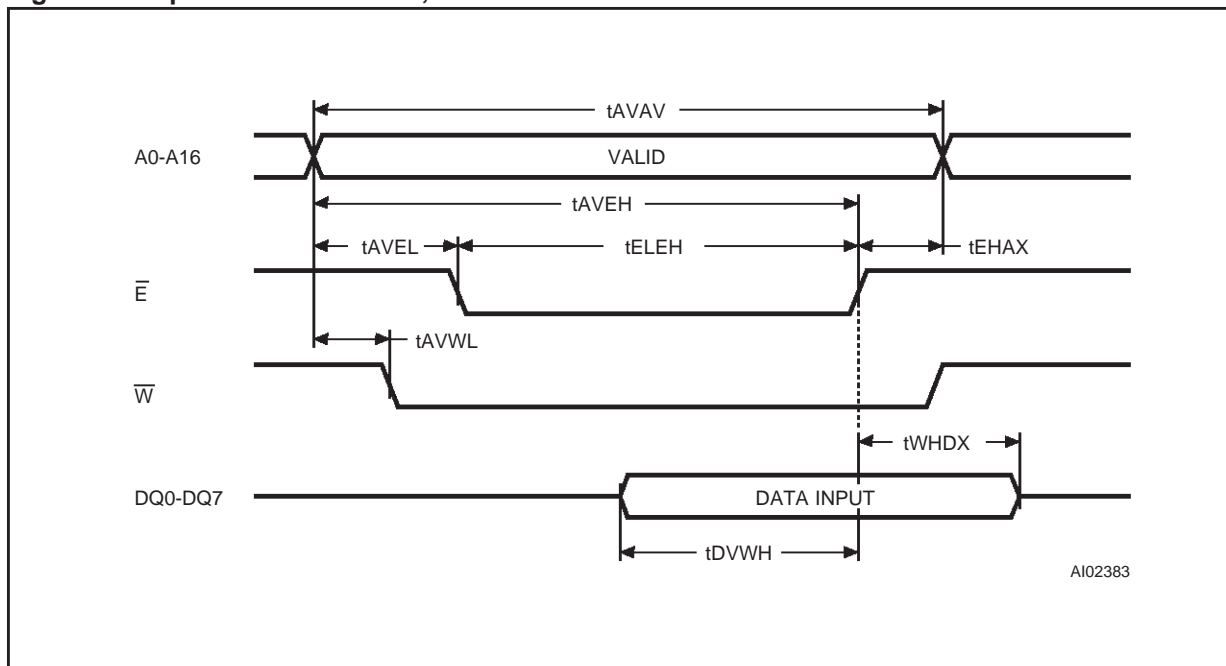 tAVAV
A0-A16
VALID
tAVEH
tAVEL
tELEH
tEHAX
E
tAVWL
W
tWHDX
DQ0-DQ7
DATA INPUT
tDVWH
AI02383